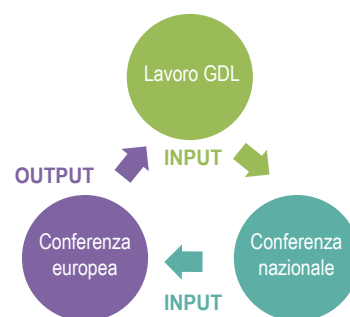 Lavoro GDL
INPUT
OUTPUT
Conferenza
europea
Conferenza
nazionale
INPUT